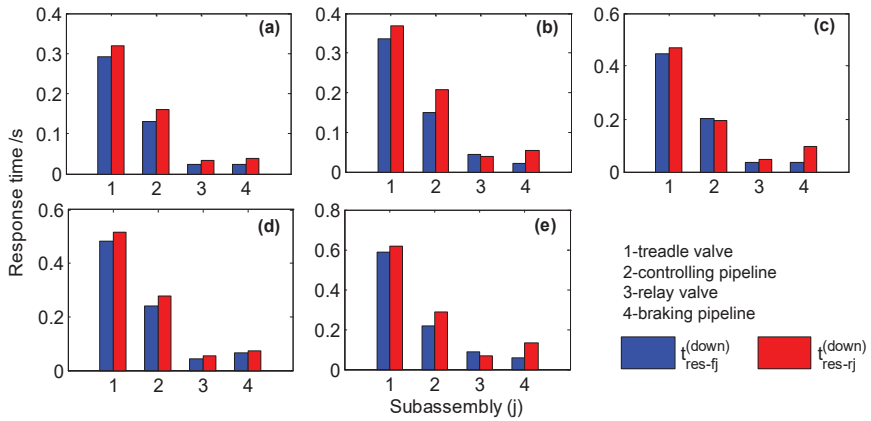 Response time /s
0.4
0.3
0.2
0.1
0
1 2 3 4
(a)
0.4
0.3
0.2
0.1
0
1 2 3 4
(b)
0.6
0.4
0.2
0
1 2 3 4
(c)
0.6
0.4
0.2
0
1 2 3 4
(d)
0.8
0.6
0.4
0.2
0
1 2 3 4
(e)
Subassembly (j)
1-treadle valve
2-controlling pipeline
3-relay valve
4-braking pipeline
t(down)res-fj
t(down)res-rj